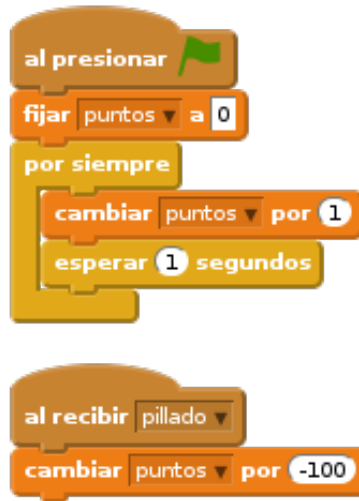 al presionar
fijar puntos a 0
por siempre
cambiar puntos por 1
esperar 1 segundos
al recibir pillado
cambiar puntos por -100